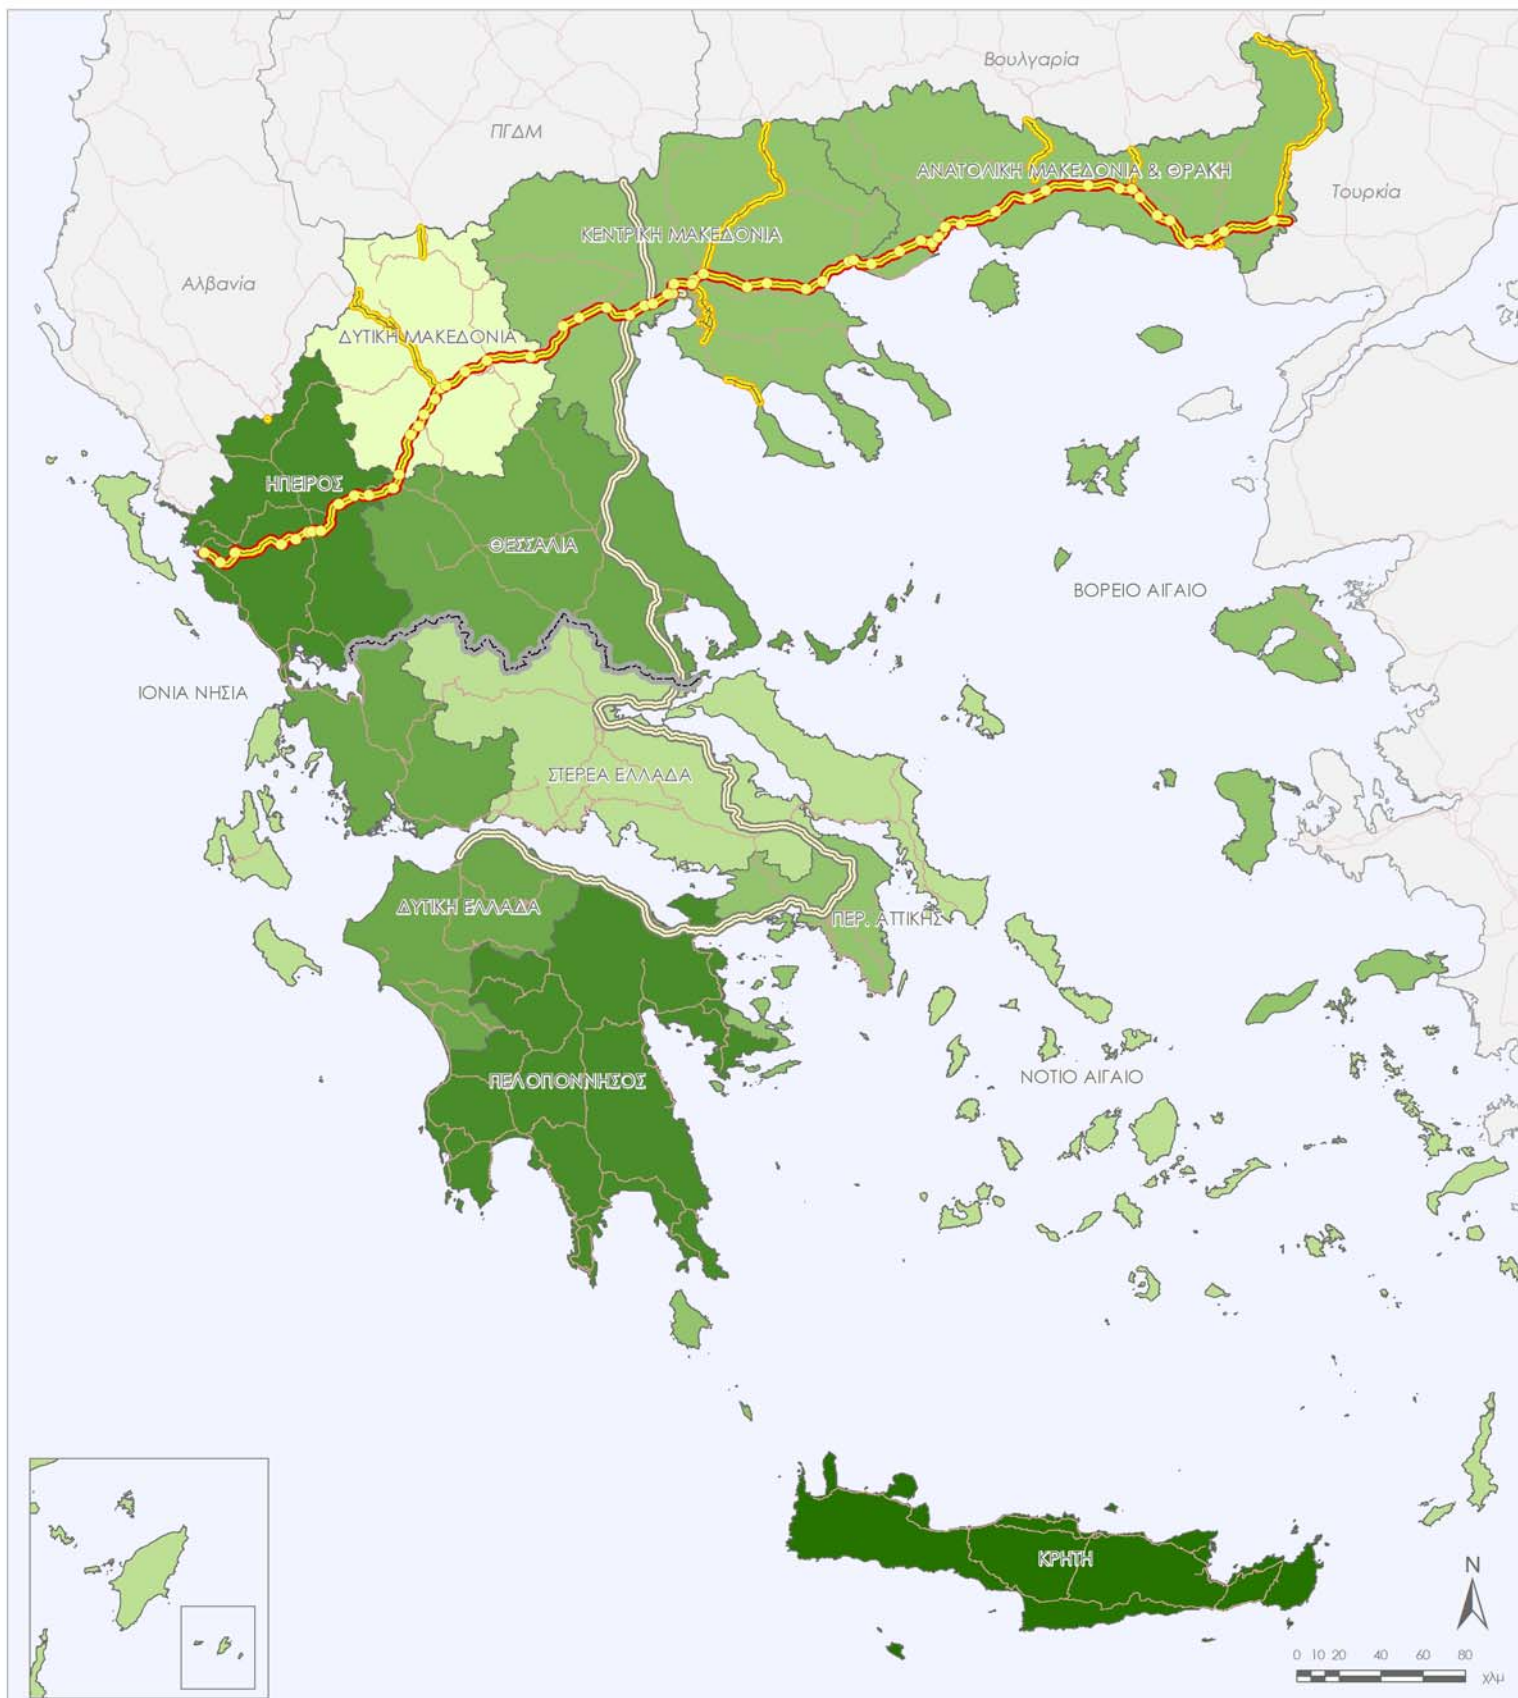 Βουλγαρία
ΠΓΔΜ
ΑΝΑΤΟΛΙΚΗ ΜΑΚΕΔΟΝΙΑ & ΘΡΑΚΗ
Τουρκία
ΚΕΝΤΡΙΚΗ ΜΑΚΕΔΟΝΙΑ
Αλβανία
ΔΥΤΙΚΗ ΜΑΚΕΔΟΝΙΑ
ΗΠΕΙΡΟΣ
ΘΕΣΣΑΛΙΑ
ΒΟΡΕΙΟ ΑΙΓΑΙΟ
ΙΟΝΙΑ ΝΗΣΙΑ
ΣΤΕΡΕΑ ΕΛΛΑΔΑ
ΔΥΤΙΚΗ ΕΛΛΑΔΑ
ΠΕΡ. ΑΤΤΙΚΗΣ
ΝΟΤΙΟ ΑΙΓΑΙΟ
ΠΕΛΟΠΟΝΝΗΣΟΣ
ΚΡΗΤΗ
N
0 10 20 40 60 80
χλμ